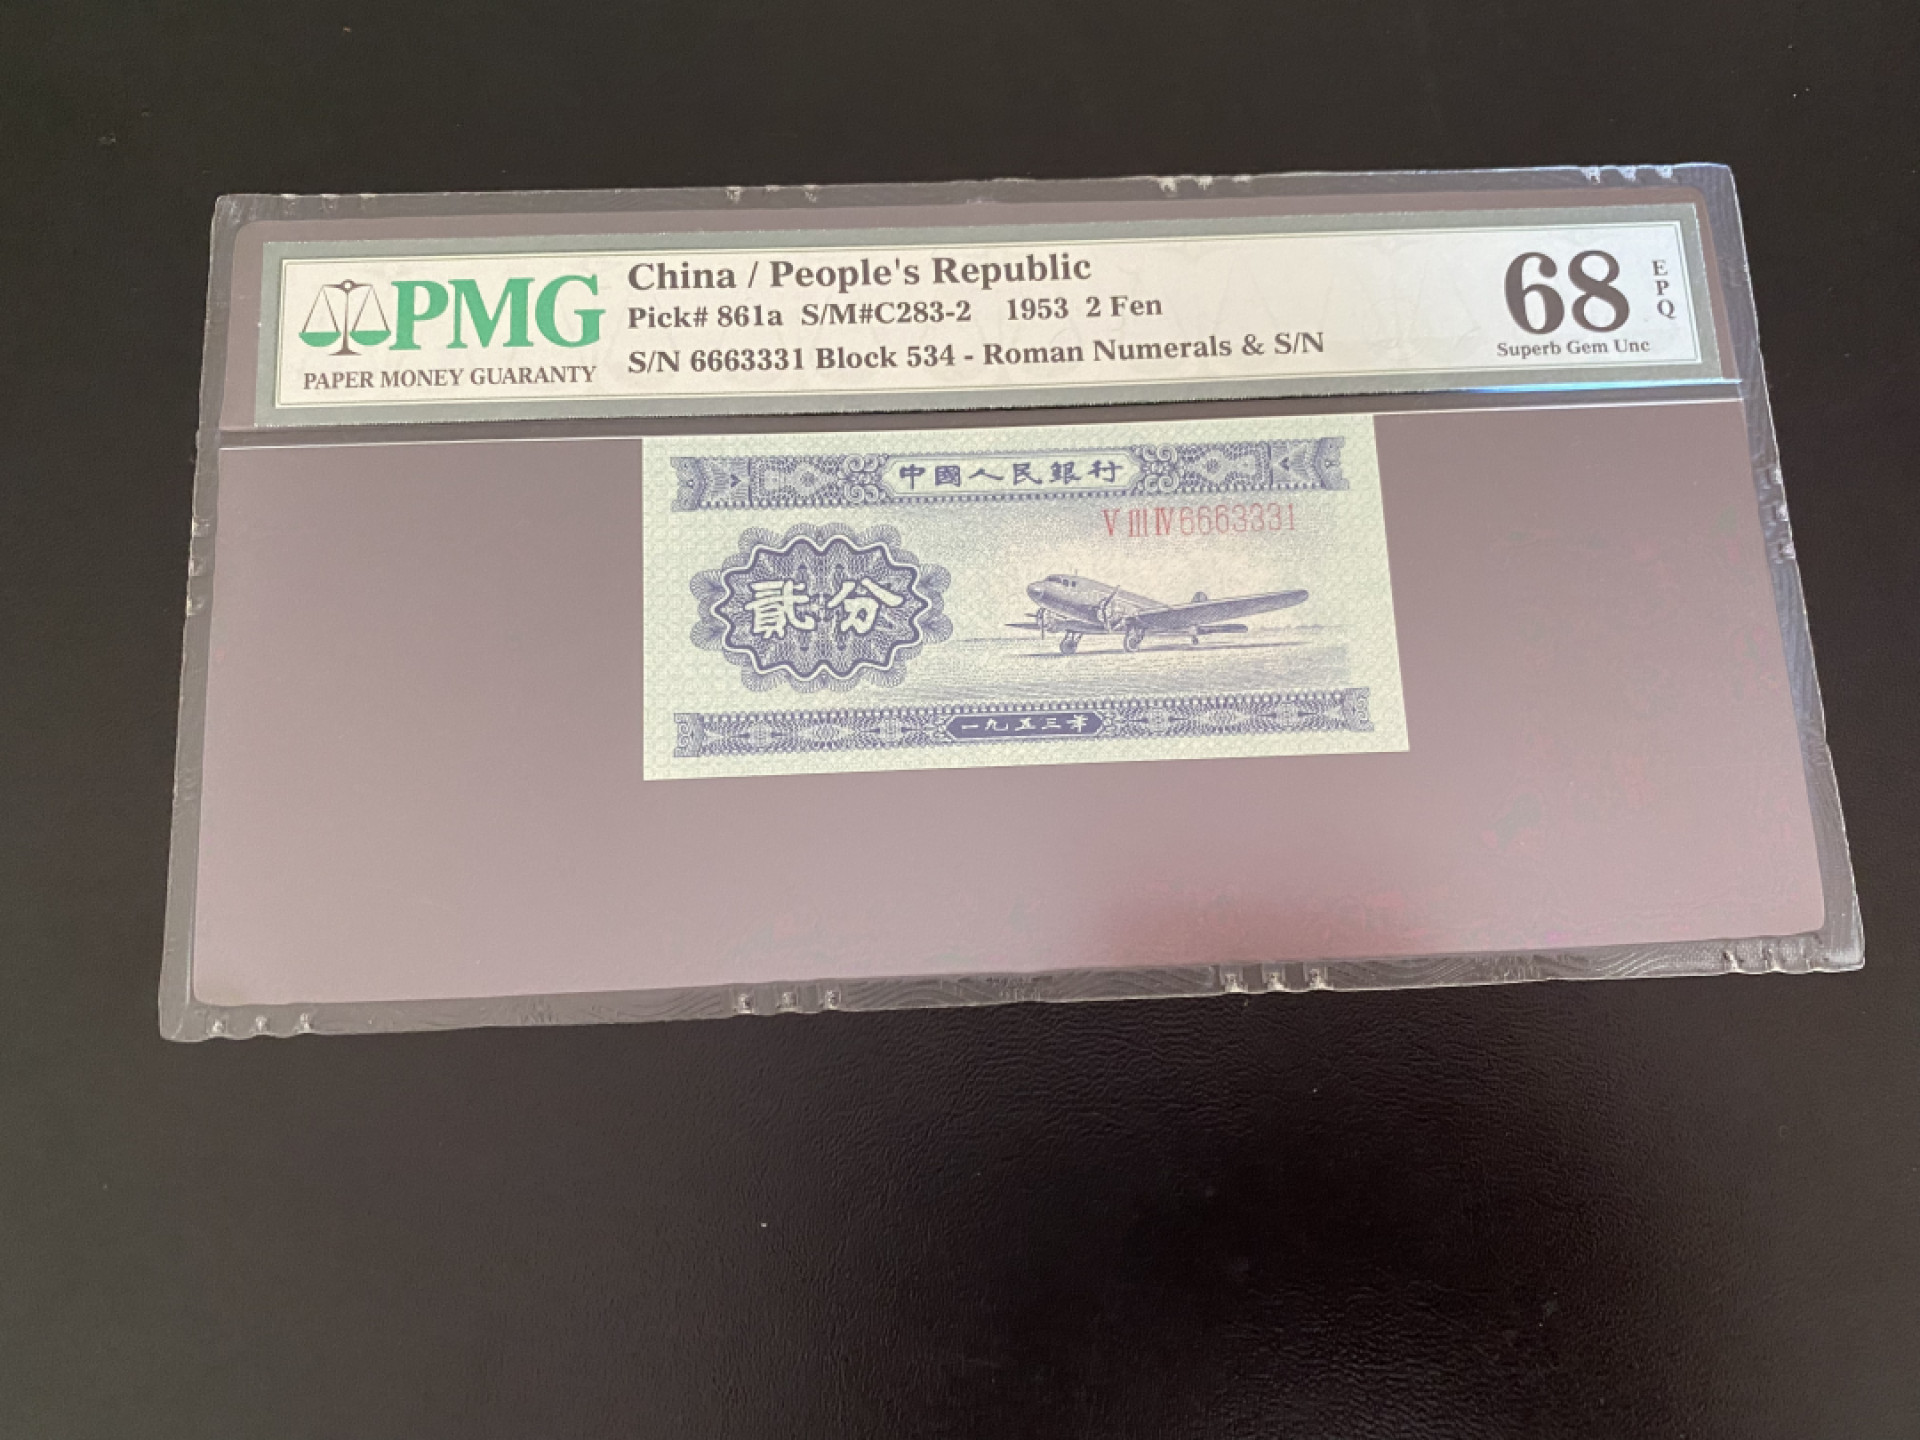 PMG
PAPER MONEY GUARANTY
China / People's Republic
Pick# 861a S/M#C283-2 1953 2 Fen
S/N 6663331 Block 534 - Roman Numerals & S/N
68
EPQ
Superb Gem Unc
中國人民銀行
V III IV 6663331
貳分
一九五三年